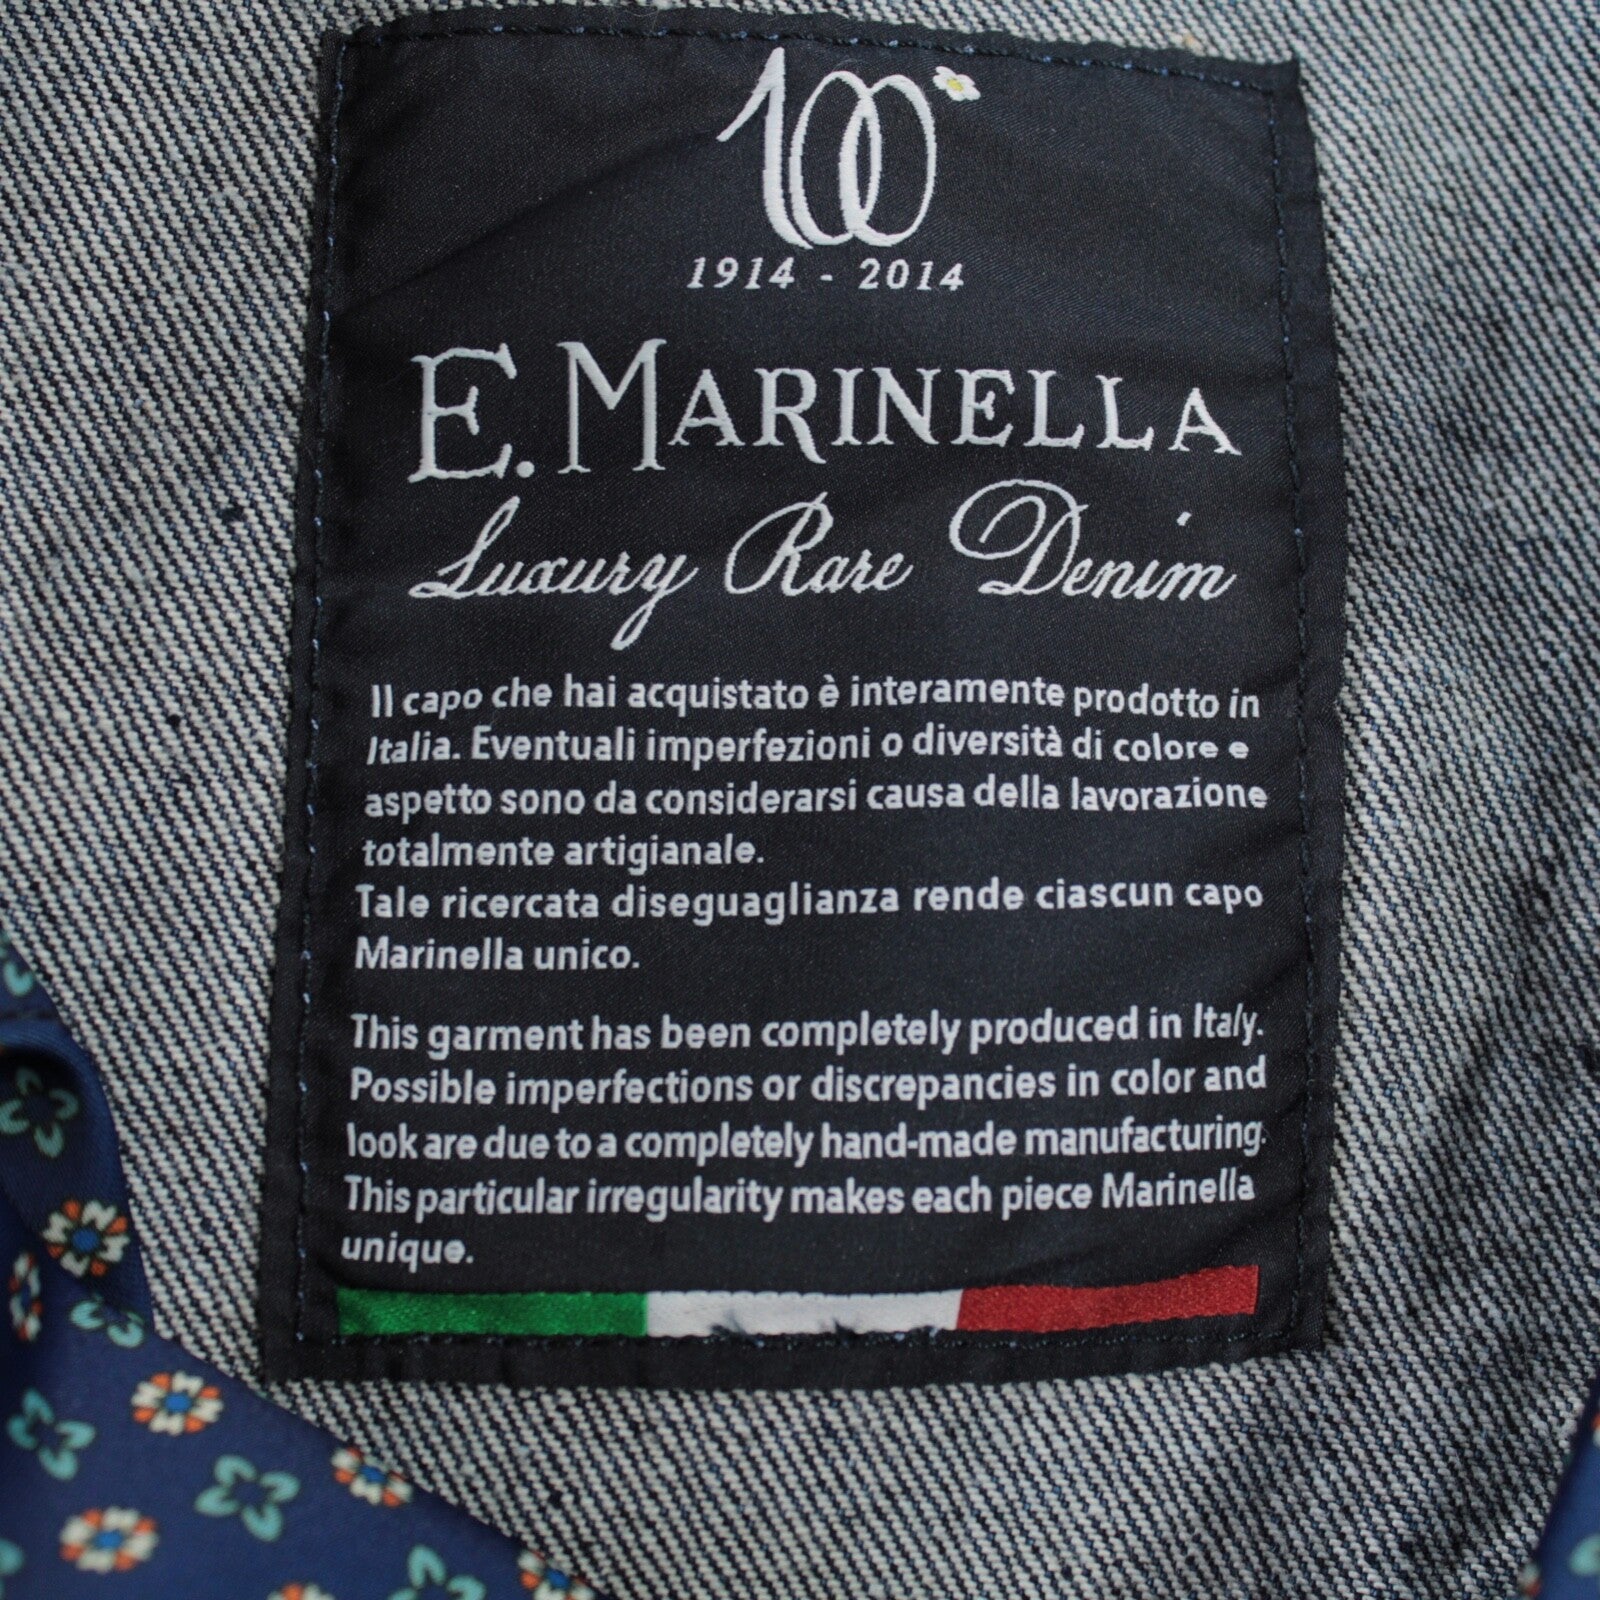 100
1914 - 2014
E. MARINELLA
Luxury Rare Denim
Il capo che hai acquistato è interamente prodotto in
Italia. Eventuali imperfezioni o diversità di colore e
aspetto sono da considerarsi causa della lavorazione
totalmente artigianale.
Tale ricercata diseguaglianza rende ciascun capo
Marinella unico.
This garment has been completely produced in Italy.
Possible imperfections or discrepancies in color and
look are due to a completely hand-made manufacturing.
This particular irregularity makes each piece Marinella
unique.